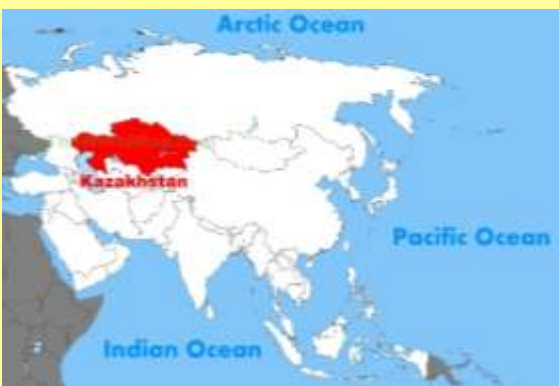 Arctic Ocean
Kazakhstan
Pacific Ocean
Indian Ocean